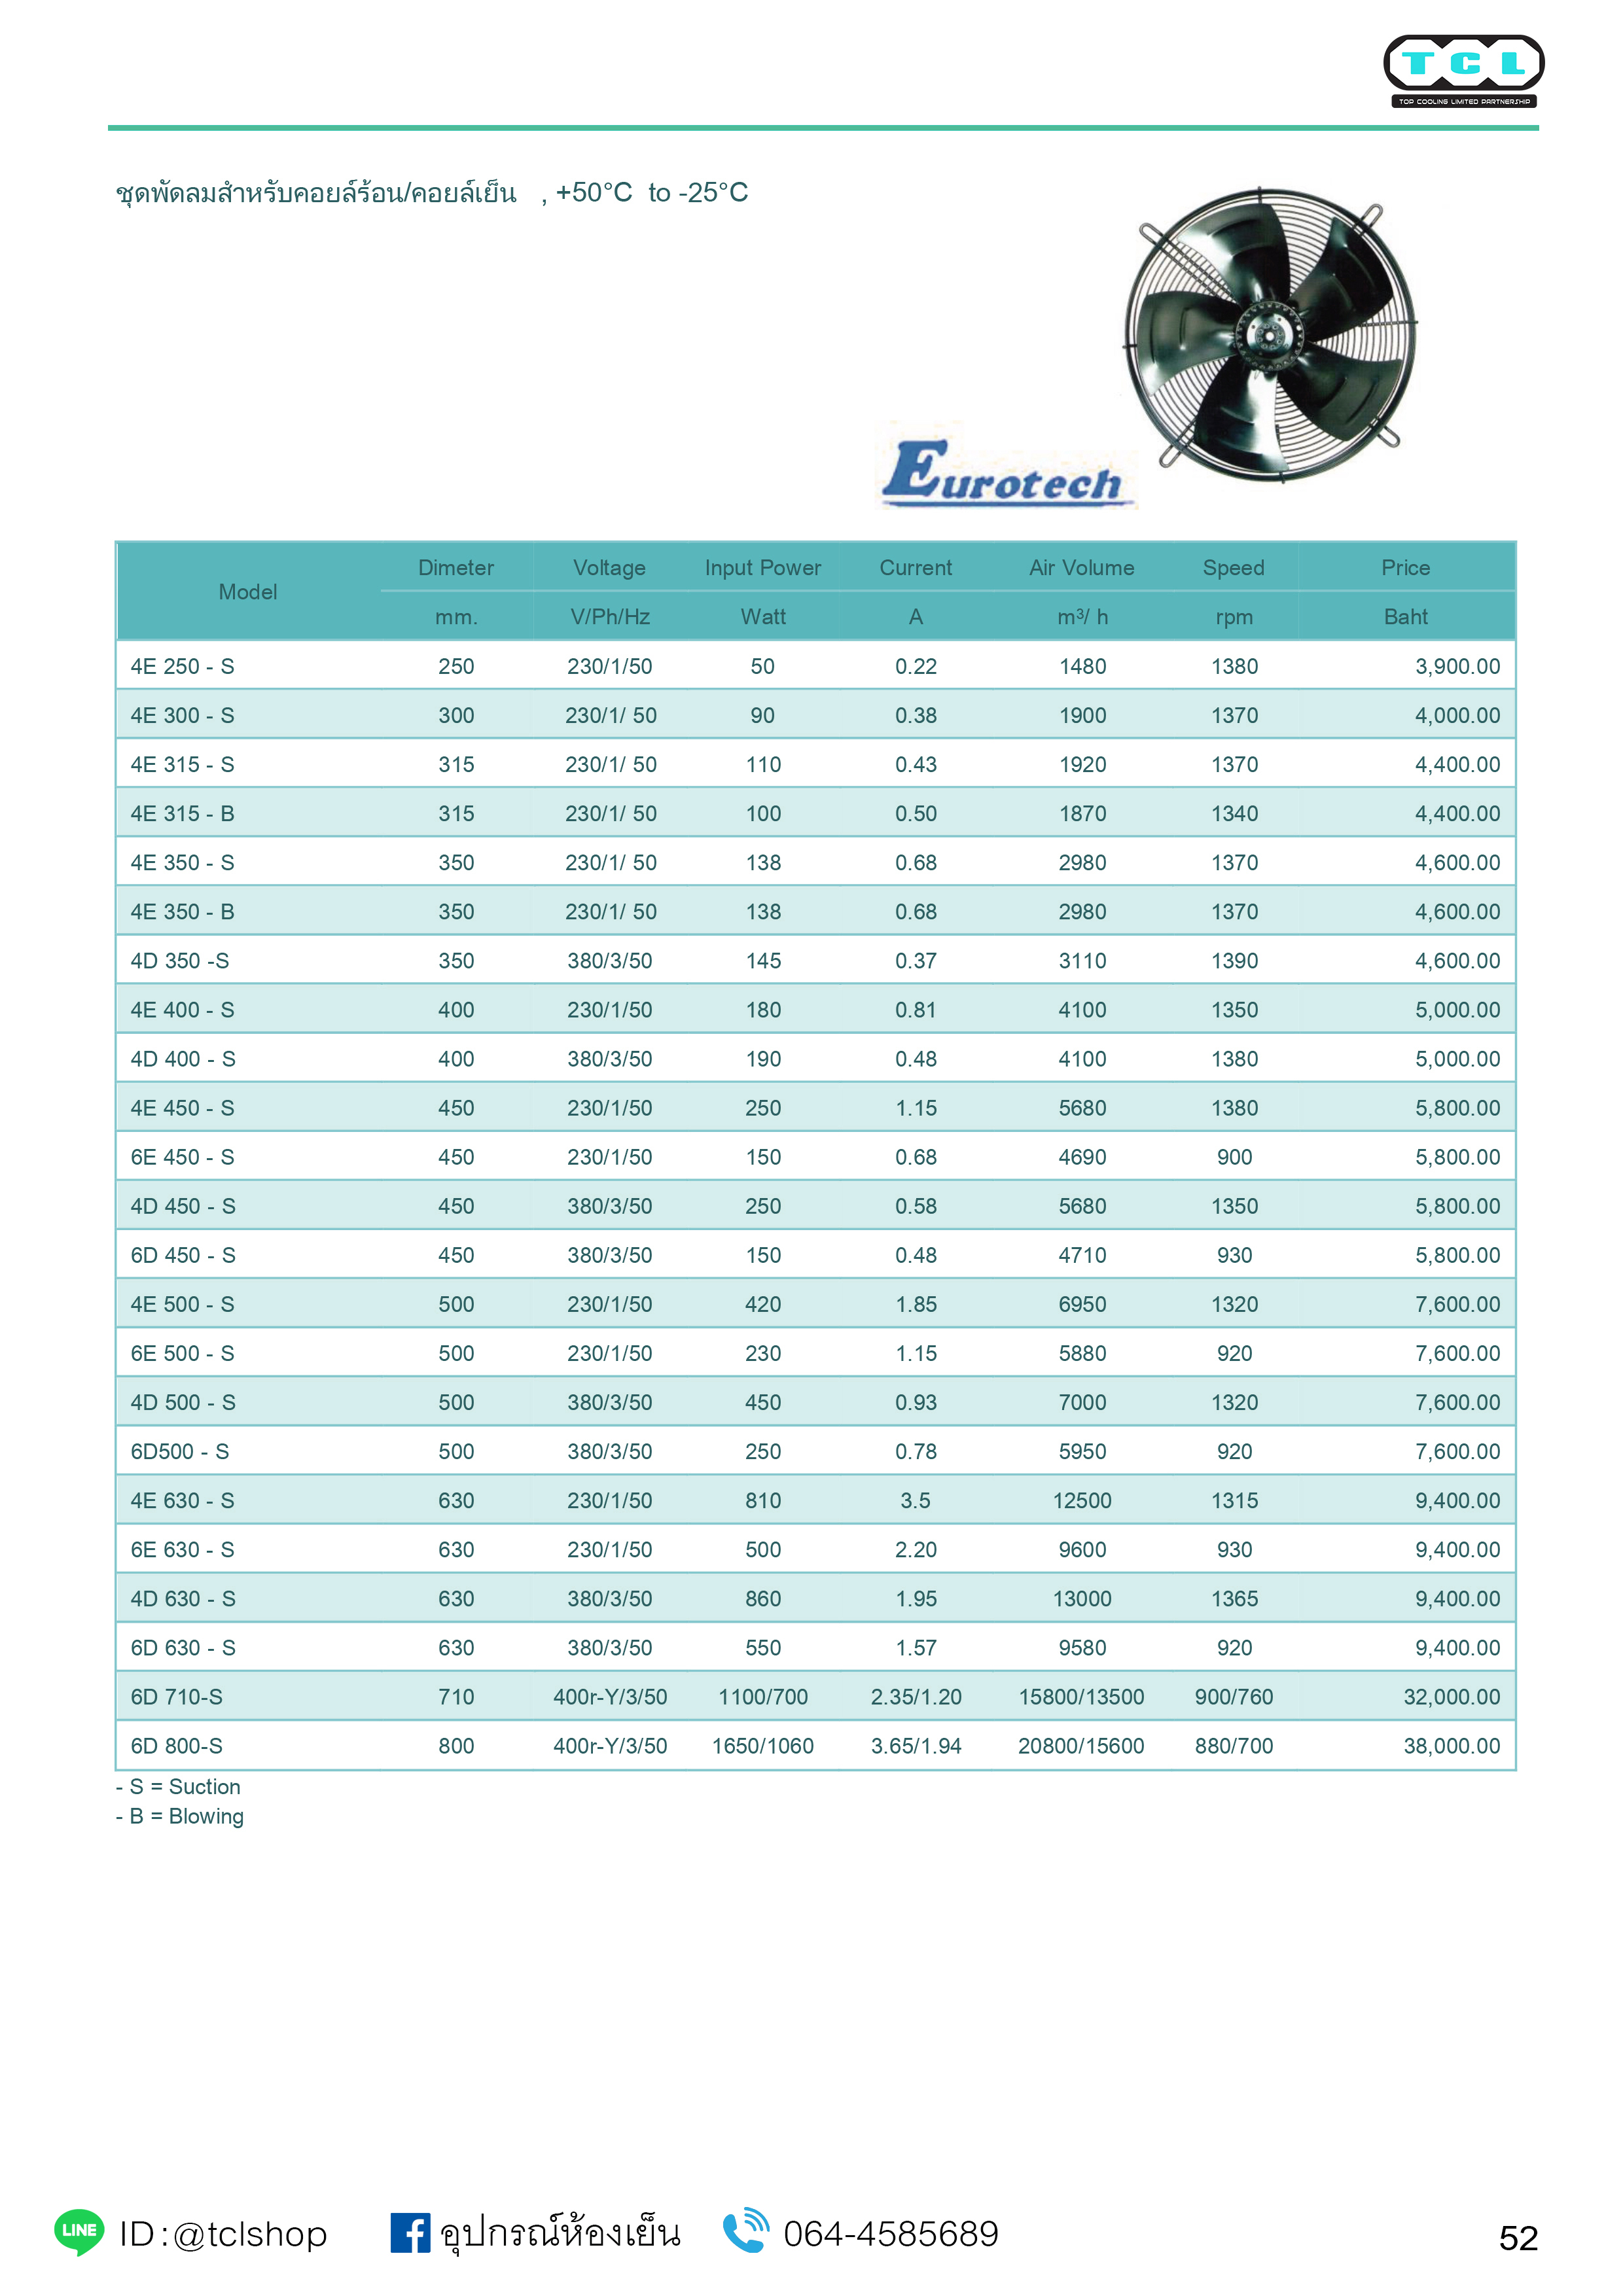 TCL
TOP COOLING LIMITED PARTNERSHIP
ชุดพัดลมสำหรับคอยล์ร้อน/คอยล์เย็น , +50°C to -25°C
Eurotech
Model Dimeter Voltage Input Power Current Air Volume Speed Price
mm. V/Ph/Hz Watt A m³/ h rpm Baht
4E 250 - S 250 230/1/50 50 0.22 1480 1380 3,900.00
4E 300 - S 300 230/1/ 50 90 0.38 1900 1370 4,000.00
4E 315 - S 315 230/1/ 50 110 0.43 1920 1370 4,400.00
4E 315 - B 315 230/1/ 50 100 0.50 1870 1340 4,400.00
4E 350 - S 350 230/1/ 50 138 0.68 2980 1370 4,600.00
4E 350 - B 350 230/1/ 50 138 0.68 2980 1370 4,600.00
4D 350 -S 350 380/3/50 145 0.37 3110 1390 4,600.00
4E 400 - S 400 230/1/50 180 0.81 4100 1350 5,000.00
4D 400 - S 400 380/3/50 190 0.48 4100 1380 5,000.00
4E 450 - S 450 230/1/50 250 1.15 5680 1380 5,800.00
6E 450 - S 450 230/1/50 150 0.68 4690 900 5,800.00
4D 450 - S 450 380/3/50 250 0.58 5680 1350 5,800.00
6D 450 - S 450 380/3/50 150 0.48 4710 930 5,800.00
4E 500 - S 500 230/1/50 420 1.85 6950 1320 7,600.00
6E 500 - S 500 230/1/50 230 1.15 5880 920 7,600.00
4D 500 - S 500 380/3/50 450 0.93 7000 1320 7,600.00
6D500 - S 500 380/3/50 250 0.78 5950 920 7,600.00
4E 630 - S 630 230/1/50 810 3.5 12500 1315 9,400.00
6E 630 - S 630 230/1/50 500 2.20 9600 930 9,400.00
4D 630 - S 630 380/3/50 860 1.95 13000 1365 9,400.00
6D 630 - S 630 380/3/50 550 1.57 9580 920 9,400.00
6D 710-S 710 400r-Y/3/50 1100/700 2.35/1.20 15800/13500 900/760 32,000.00
6D 800-S 800 400r-Y/3/50 1650/1060 3.65/1.94 20800/15600 880/700 38,000.00
- S = Suction
- B = Blowing
LINE ID : @tclshop f อุปกรณ์ห้องเย็น 064-4585689 52